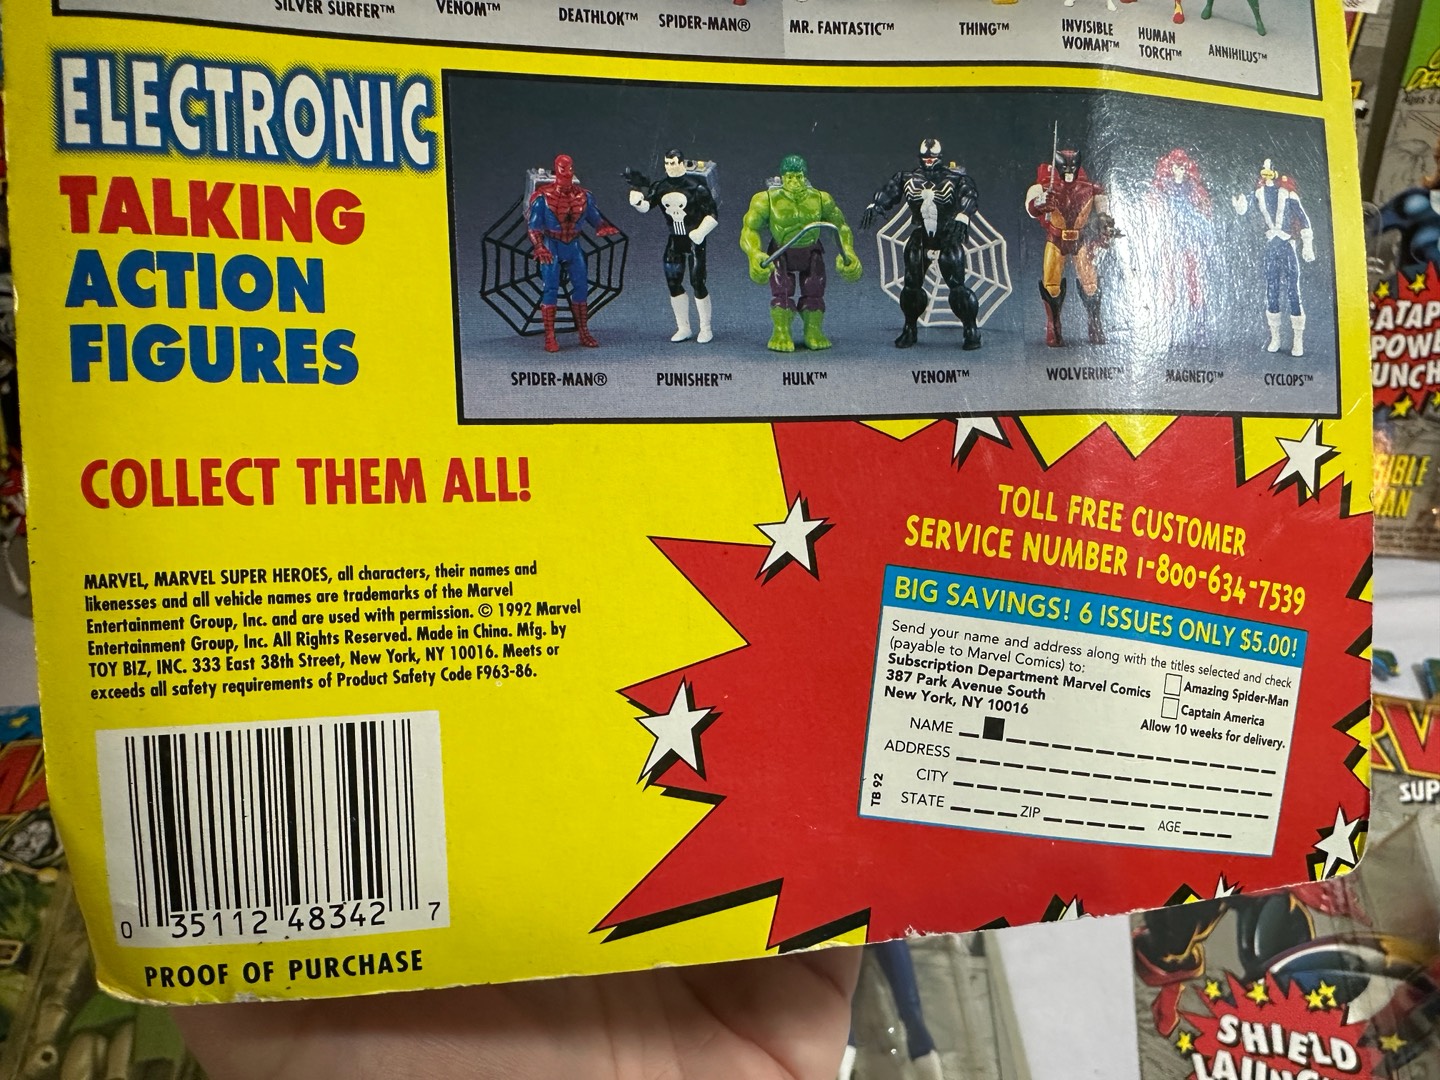 SILVER SURFER™ VENOM™ DEATHLOK™ SPIDER-MAN® MR. FANTASTIC™ THING™ INVISIBLE WOMAN™ HUMAN TORCH™ ANNIHILUS™
ELECTRONIC
TALKING
ACTION
FIGURES
SPIDER-MAN® PUNISHER™ HULK™ VENOM™ WOLVERINE™ MAGNETO™ CYCLOPS™
COLLECT THEM ALL!
MARVEL, MARVEL SUPER HEROES, all characters, their names and
likenesses and all vehicle names are trademarks of the Marvel
Entertainment Group, Inc. and are used with permission. © 1992 Marvel
Entertainment Group, Inc. All Rights Reserved. Made in China. Mfg. by
TOY BIZ, INC. 333 East 38th Street, New York, NY 10016. Meets or
exceeds all safety requirements of Product Safety Code F963-86.
0 35112 48342 7
PROOF OF PURCHASE
TOLL FREE CUSTOMER
SERVICE NUMBER 1-800-634-7539
BIG SAVINGS! 6 ISSUES ONLY $5.00!
Send your name and address along with the titles selected and check
(payable to Marvel Comics) to:
Subscription Department Marvel Comics
387 Park Avenue South
New York, NY 10016
Amazing Spider-Man
Captain America
Allow 10 weeks for delivery.
NAME
ADDRESS
CITY
STATE ZIP AGE
TB 92
SHIELD